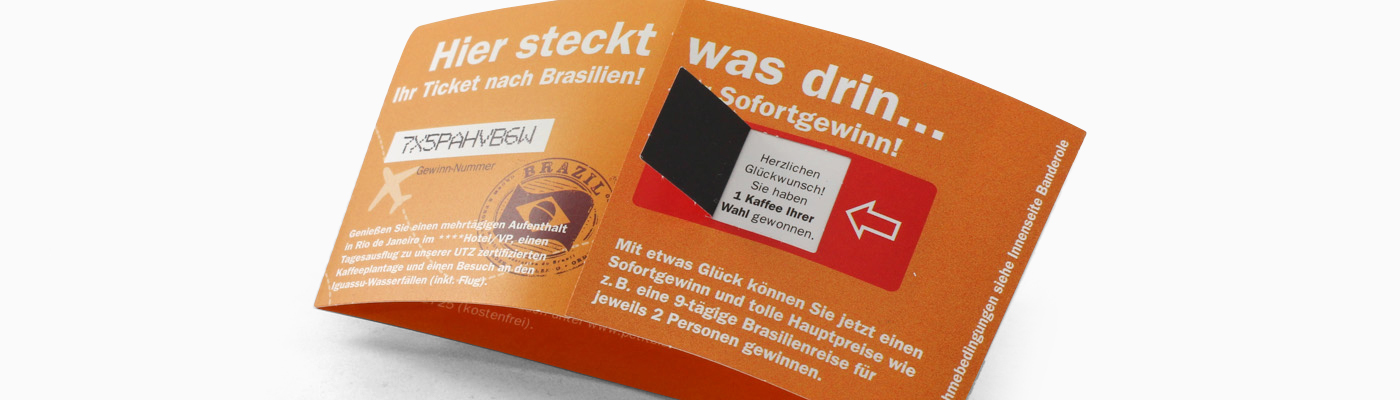 Hier steckt was drin...
Ihr Ticket nach Brasilien!
7X5PAHVB6W
Gewinn-Nummer
BRAZIL
Genießen Sie einen mehrtägigen Aufenthalt
in Rio de Janeiro im ****Hotel/VP, einen
Tagesausflug zu unserer UTZ zertifizierten
Kaffeeplantage und einen Besuch an den
Iguassu-Wasserfällen (inkl. Flug).
25 (kostenfrei).
Sofortgewinn!
Herzlichen
Glückwunsch!
Sie haben
1 Kaffee Ihrer
Wahl gewonnen.
Mit etwas Glück können Sie jetzt einen
Sofortgewinn und tolle Hauptpreise wie
z.B. eine 9-tägige Brasilienreise für
jeweils 2 Personen gewinnen.
siehe Innenseite Banderole